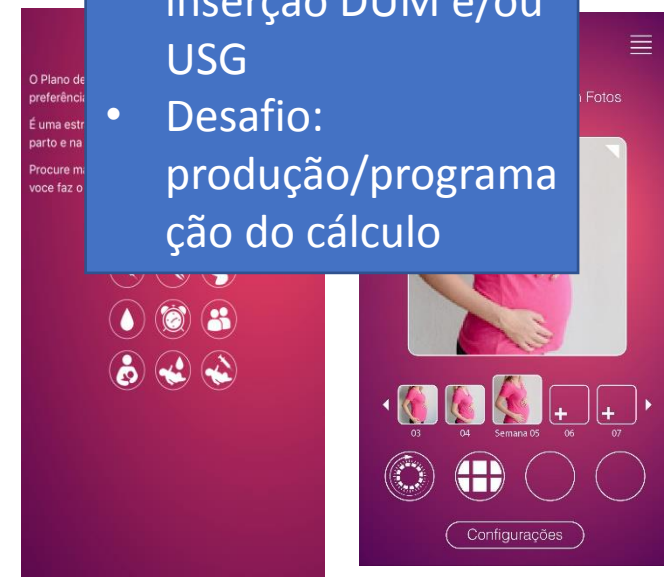 inserção DUM e/ou
USG
• Desafio:
produção/programa
ção do cálculo
O Plano de
preferência
É uma estr
parto e na
Procure ma
voce faz o
Fotos
03
04
Semana 05
06
07
Configurações